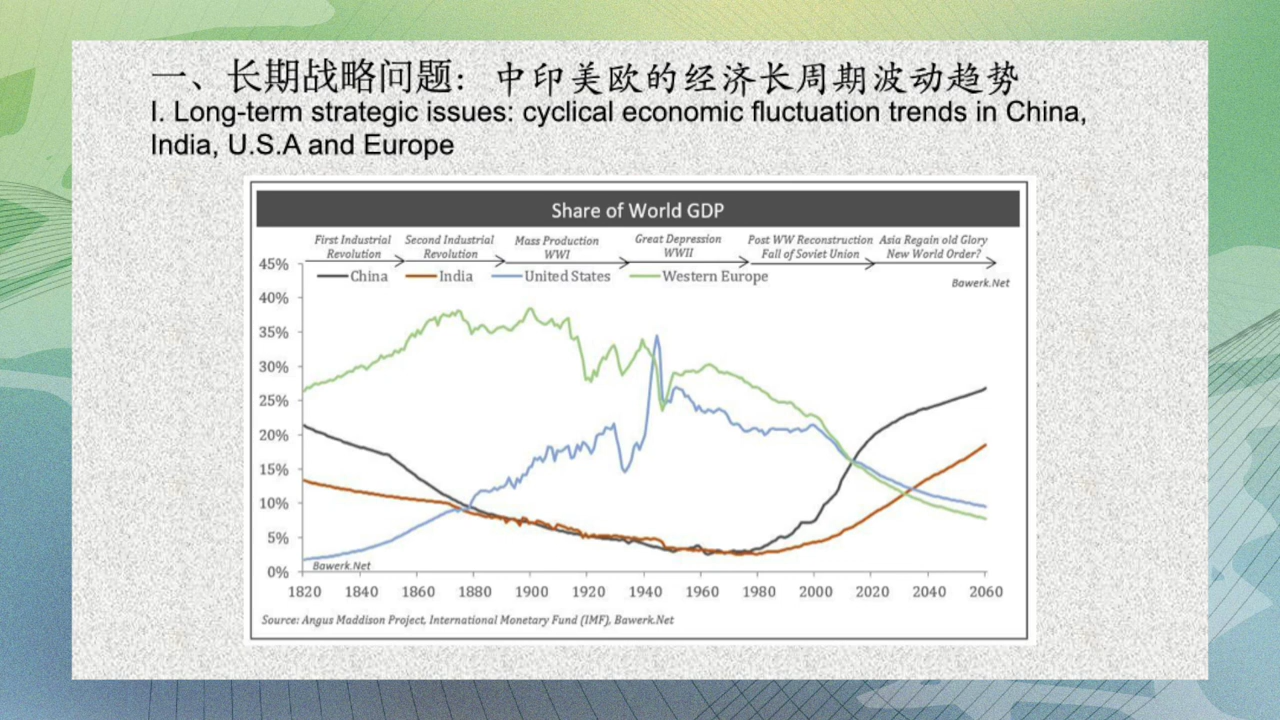 一、长期战略问题：中印美欧的经济长周期波动趋势
I. Long-term strategic issues: cyclical economic fluctuation trends in China,
India, U.S.A and Europe
Share of World GDP
First Industrial
Revolution
Second Industrial
Revolution
Mass Production
WWI
Great Depression
WWII
Post WW Reconstruction
Fall of Soviet Union
Asia Regain old Glory
New World Order?
China India United States Western Europe
Bawerk.Net
45%
40%
35%
30%
25%
20%
15%
10%
5%
0%
Bawerk.Net
1820 1840 1860 1880 1900 1920 1940 1960 1980 2000 2020 2040 2060
Source: Angus Maddison Project, International Monetary Fund (IMF), Bawerk.Net